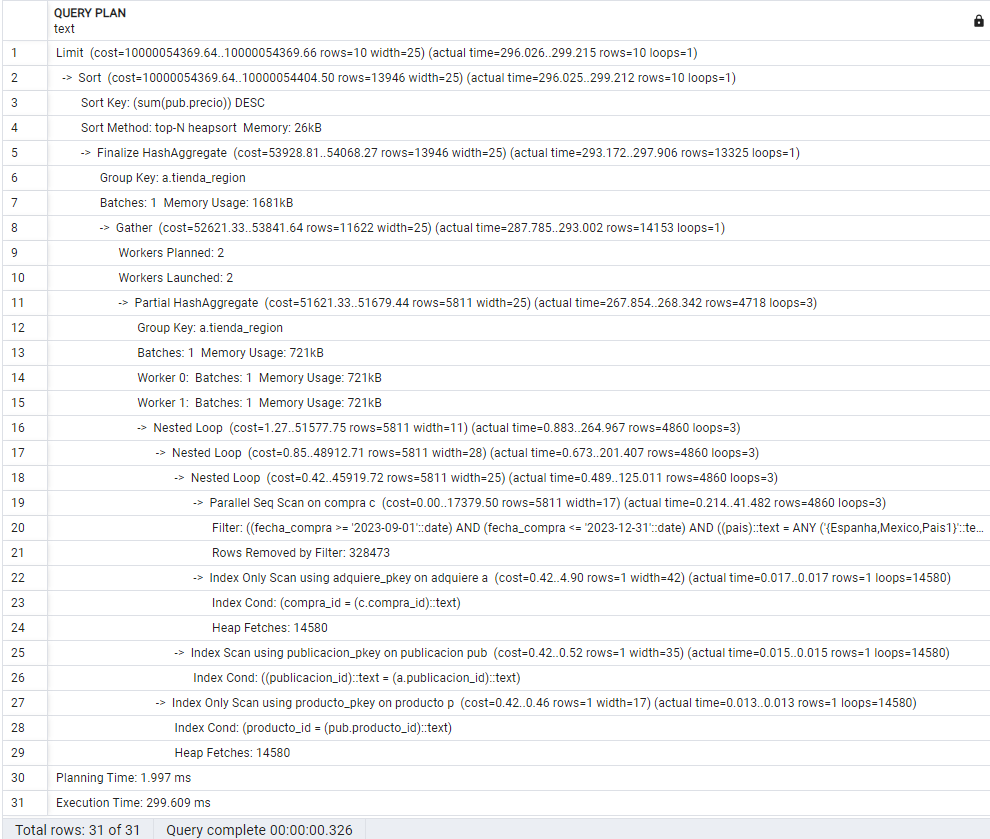 QUERY PLAN
text
1 Limit (cost=10000054369.64..10000054369.66 rows=10 width=25) (actual time=296.026..299.215 rows=10 loops=1)
2 -> Sort (cost=10000054369.64..10000054404.50 rows=13946 width=25) (actual time=296.025..299.212 rows=10 loops=1)
3 Sort Key: (sum(pub.precio)) DESC
4 Sort Method: top-N heapsort Memory: 26kB
5 -> Finalize HashAggregate (cost=53928.81..54068.27 rows=13946 width=25) (actual time=293.172..297.906 rows=13325 loops=1)
6 Group Key: a.tienda_region
7 Batches: 1 Memory Usage: 1681kB
8 -> Gather (cost=52621.33..53841.64 rows=11622 width=25) (actual time=287.785..293.002 rows=14153 loops=1)
9 Workers Planned: 2
10 Workers Launched: 2
11 -> Partial HashAggregate (cost=51621.33..51679.44 rows=5811 width=25) (actual time=267.854..268.342 rows=4718 loops=3)
12 Group Key: a.tienda_region
13 Batches: 1 Memory Usage: 721kB
14 Worker 0: Batches: 1 Memory Usage: 721kB
15 Worker 1: Batches: 1 Memory Usage: 721kB
16 -> Nested Loop (cost=1.27..51577.75 rows=5811 width=11) (actual time=0.883..264.967 rows=4860 loops=3)
17 -> Nested Loop (cost=0.85..48912.71 rows=5811 width=28) (actual time=0.673..201.407 rows=4860 loops=3)
18 -> Nested Loop (cost=0.42..45919.72 rows=5811 width=25) (actual time=0.489..125.011 rows=4860 loops=3)
19 -> Parallel Seq Scan on compra c (cost=0.00..17379.50 rows=5811 width=17) (actual time=0.214..41.482 rows=4860 loops=3)
20 Filter: ((fecha_compra >= '2023-09-01'::date) AND (fecha_compra <= '2023-12-31'::date) AND ((pais)::text = ANY ('{Espanha,Mexico,Pais1}'::te...
21 Rows Removed by Filter: 328473
22 -> Index Only Scan using adquiere_pkey on adquiere a (cost=0.42..4.90 rows=1 width=42) (actual time=0.017..0.017 rows=1 loops=14580)
23 Index Cond: (compra_id = (c.compra_id)::text)
24 Heap Fetches: 14580
25 -> Index Scan using publicacion_pkey on publicacion pub (cost=0.42..0.52 rows=1 width=35) (actual time=0.015..0.015 rows=1 loops=14580)
26 Index Cond: ((publicacion_id)::text = (a.publicacion_id)::text)
27 -> Index Only Scan using producto_pkey on producto p (cost=0.42..0.46 rows=1 width=17) (actual time=0.013..0.013 rows=1 loops=14580)
28 Index Cond: (producto_id = (pub.producto_id)::text)
29 Heap Fetches: 14580
30 Planning Time: 1.997 ms
31 Execution Time: 299.609 ms
Total rows: 31 of 31 Query complete 00:00:00.326